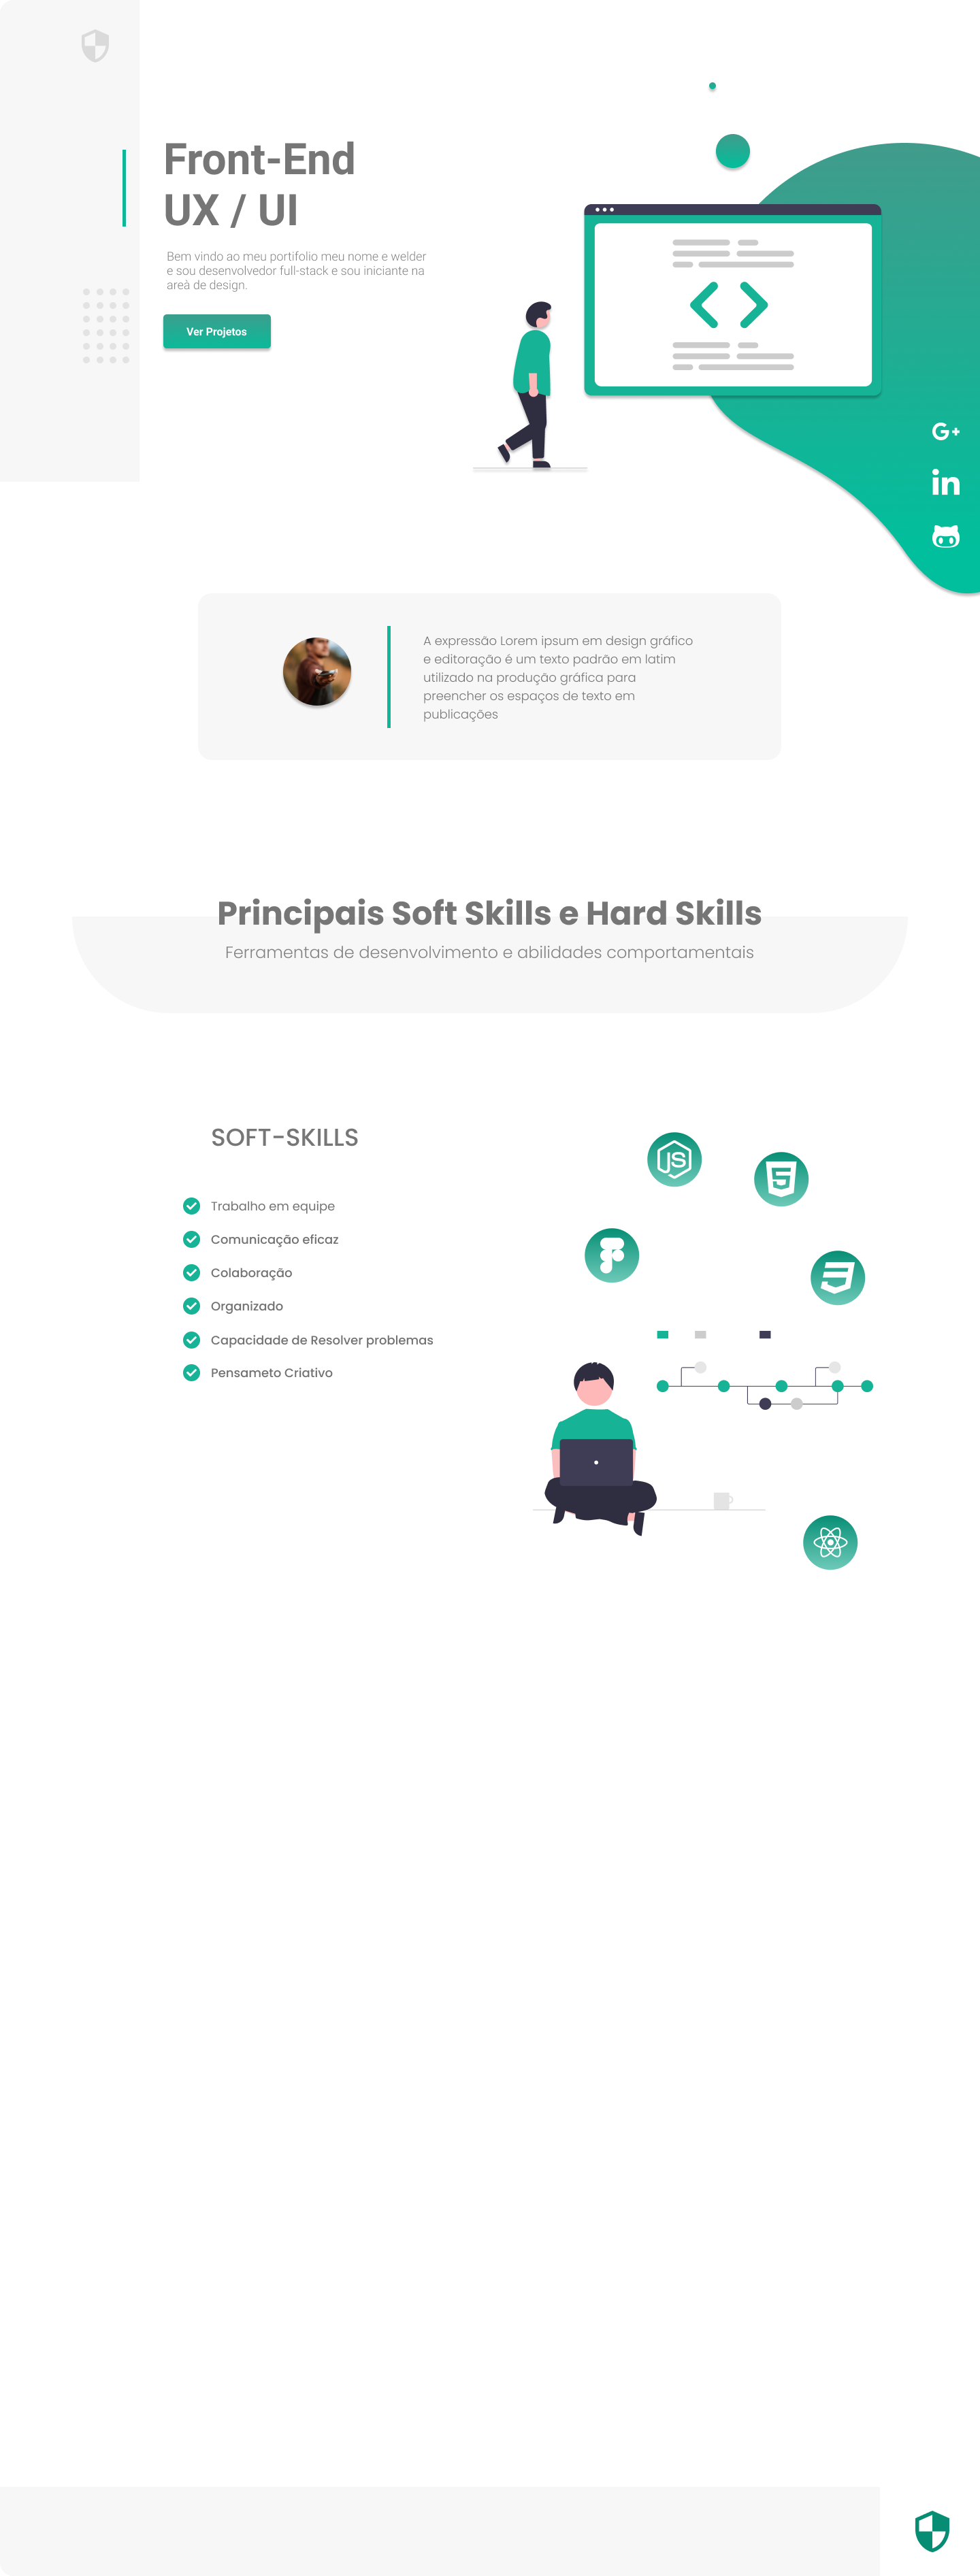 Front-End
UX / UI
Bem vindo ao meu portifolio meu nome e welder
e sou desenvolvedor full-stack e sou iniciante na
areà de design.
Ver Projetos
G+
in
A expressão Lorem ipsum em design gráfico
e editoração é um texto padrão em latim
utilizado na produção gráfica para
preencher os espaços de texto em
publicações
Principais Soft Skills e Hard Skills
Ferramentas de desenvolvimento e abilidades comportamentais
SOFT-SKILLS
JS
5
3
Trabalho em equipe
Comunicação eficaz
Colaboração
Organizado
Capacidade de Resolver problemas
Pensameto Criativo